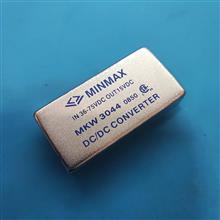 MINMAX
IN 36-75VDC OUT15VDC
MKW 3044 0850
DC/DC CONVERTER